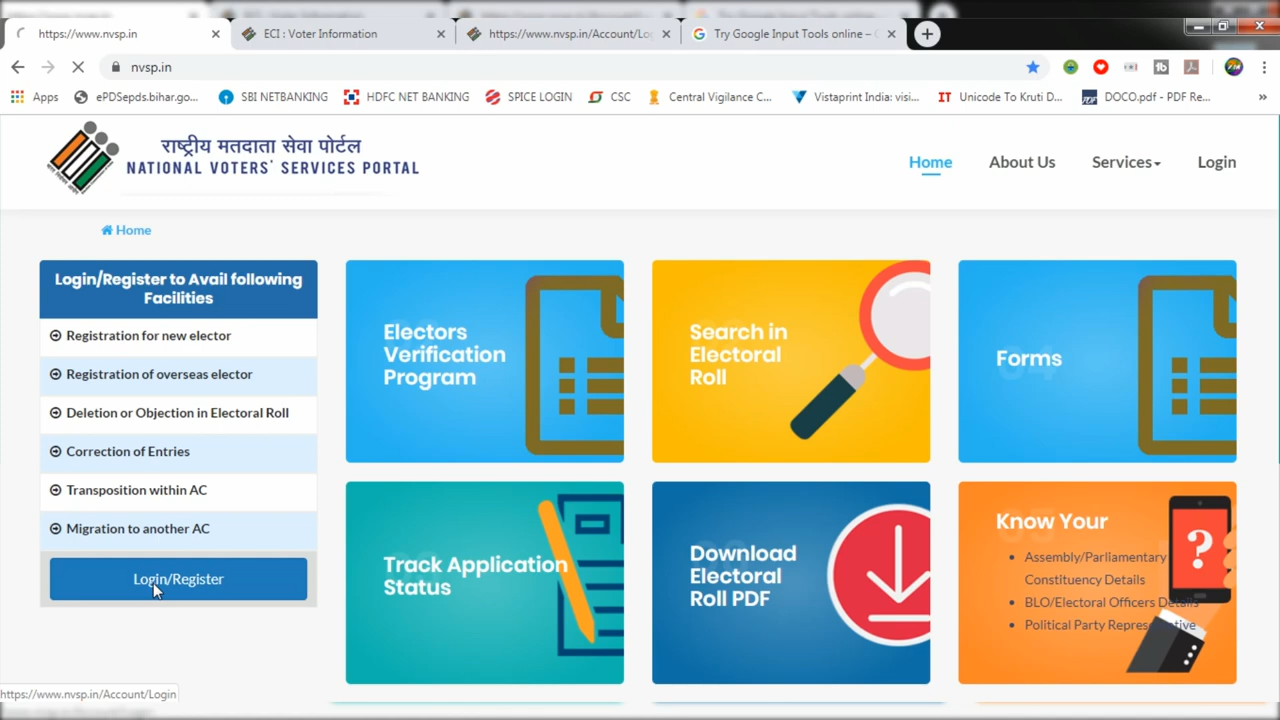 https://www.nvsp.in
ECI : Voter Information
https://www.nvsp.in/Account/Lo
Try Google Input Tools online –
nvsp.in
Apps
ePDSepds.bihar.go...
SBI NETBANKING
HDFC NET BANKING
SPICE LOGIN
CSC
Central Vigilance C...
Vistaprint India: visi...
IT Unicode To Kruti D...
DOCO.pdf - PDF Re...
»
राष्ट्रीय मतदाता सेवा पोर्टल
NATIONAL VOTERS' SERVICES PORTAL
Home
About Us
Services
Login
Home
Login/Register to Avail following
Facilities
Registration for new elector
Registration of overseas elector
Deletion or Objection in Electoral Roll
Correction of Entries
Transposition within AC
Migration to another AC
Login/Register
Electors
Verification
Program
Search in
Electoral
Roll
Forms
Track Application
Status
Download
Electoral
Roll PDF
Know Your
Assembly/Parliamentary
Constituency Details
BLO/Electoral Officers Details
Political Party Representative
https://www.nvsp.in/Account/Login